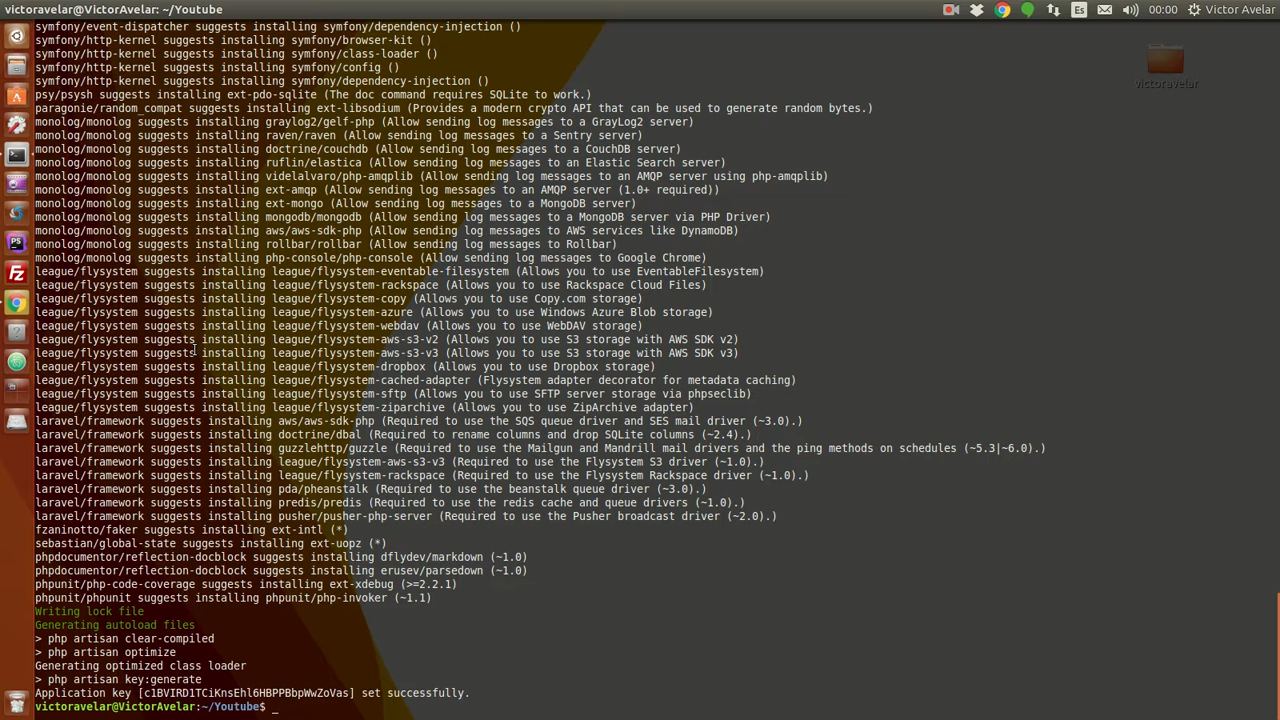 victoravelar@VictorAvelar: ~/Youtube Es 00:00 Victor Avelar
symfony/event-dispatcher suggests installing symfony/dependency-injection ()
symfony/http-kernel suggests installing symfony/browser-kit ()
symfony/http-kernel suggests installing symfony/class-loader ()
symfony/http-kernel suggests installing symfony/config ()
symfony/http-kernel suggests installing symfony/dependency-injection ()
psy/psysh suggests installing ext-pdo-sqlite (The doc command requires SQLite to work.)
paragonie/random_compat suggests installing ext-libsodium (Provides a modern crypto API that can be used to generate random bytes.)
monolog/monolog suggests installing graylog2/gelf-php (Allow sending log messages to a GrayLog2 server)
monolog/monolog suggests installing raven/raven (Allow sending log messages to a Sentry server)
monolog/monolog suggests installing doctrine/couchdb (Allow sending log messages to a CouchDB server)
monolog/monolog suggests installing ruflin/elastica (Allow sending log messages to an Elastic Search server)
monolog/monolog suggests installing videlalvaro/php-amqplib (Allow sending log messages to an AMQP server using php-amqplib)
monolog/monolog suggests installing ext-amqp (Allow sending log messages to an AMQP server (1.0+ required))
monolog/monolog suggests installing ext-mongo (Allow sending log messages to a MongoDB server)
monolog/monolog suggests installing mongodb/mongodb (Allow sending log messages to a MongoDB server via PHP Driver)
monolog/monolog suggests installing aws/aws-sdk-php (Allow sending log messages to AWS services like DynamoDB)
monolog/monolog suggests installing rollbar/rollbar (Allow sending log messages to Rollbar)
monolog/monolog suggests installing php-console/php-console (Allow sending log messages to Google Chrome)
league/flysystem suggests installing league/flysystem-eventable-filesystem (Allows you to use EventableFilesystem)
league/flysystem suggests installing league/flysystem-rackspace (Allows you to use Rackspace Cloud Files)
league/flysystem suggests installing league/flysystem-copy (Allows you to use Copy.com storage)
league/flysystem suggests installing league/flysystem-azure (Allows you to use Windows Azure Blob storage)
league/flysystem suggests installing league/flysystem-webdav (Allows you to use WebDAV storage)
league/flysystem suggests installing league/flysystem-aws-s3-v2 (Allows you to use S3 storage with AWS SDK v2)
league/flysystem suggests installing league/flysystem-aws-s3-v3 (Allows you to use S3 storage with AWS SDK v3)
league/flysystem suggests installing league/flysystem-dropbox (Allows you to use Dropbox storage)
league/flysystem suggests installing league/flysystem-cached-adapter (Flysystem adapter decorator for metadata caching)
league/flysystem suggests installing league/flysystem-sftp (Allows you to use SFTP server storage via phpseclib)
league/flysystem suggests installing league/flysystem-ziparchive (Allows you to use ZipArchive adapter)
laravel/framework suggests installing aws/aws-sdk-php (Required to use the SQS queue driver and SES mail driver (~3.0).)
laravel/framework suggests installing doctrine/dbal (Required to rename columns and drop SQLite columns (~2.4).)
laravel/framework suggests installing guzzlehttp/guzzle (Required to use the Mailgun and Mandrill mail drivers and the ping methods on schedules (~5.3|~6.0).)
laravel/framework suggests installing league/flysystem-aws-s3-v3 (Required to use the Flysystem S3 driver (~1.0).)
laravel/framework suggests installing league/flysystem-rackspace (Required to use the Flysystem Rackspace driver (~1.0).)
laravel/framework suggests installing pda/pheanstalk (Required to use the beanstalk queue driver (~3.0).)
laravel/framework suggests installing predis/predis (Required to use the redis cache and queue drivers (~1.0).)
laravel/framework suggests installing pusher/pusher-php-server (Required to use the Pusher broadcast driver (~2.0).)
fzaninotto/faker suggests installing ext-intl (*)
sebastian/global-state suggests installing ext-uopz (*)
phpdocumentor/reflection-docblock suggests installing dflydev/markdown (~1.0)
phpdocumentor/reflection-docblock suggests installing erusev/parsedown (~1.0)
phpunit/php-code-coverage suggests installing ext-xdebug (>=2.2.1)
phpunit/phpunit suggests installing phpunit/php-invoker (~1.1)
Writing lock file
Generating autoload files
> php artisan clear-compiled
> php artisan optimize
Generating optimized class loader
> php artisan key:generate
Application key [c1BVIRD1TCiKnsEhl6HBPPBbpWwZoVas] set successfully.
victoravelar@VictorAvelar:~/Youtube$ _
victoravelar